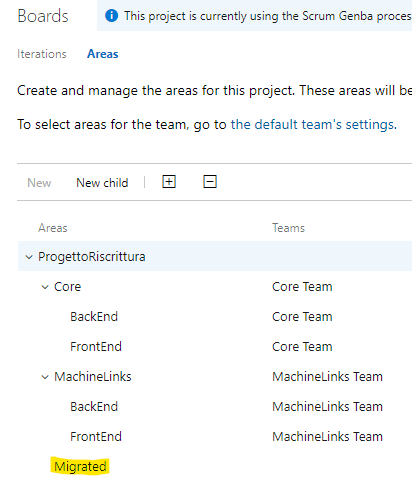 Boards
This project is currently using the Scrum Genba proces
Iterations Areas
Create and manage the areas for this project. These areas will be
To select areas for the team, go to the default team's settings.
New New child
Areas Teams
ProgettoRiscrittura
Core Core Team
BackEnd Core Team
FrontEnd Core Team
MachineLinks MachineLinks Team
BackEnd MachineLinks Team
FrontEnd MachineLinks Team
Migrated